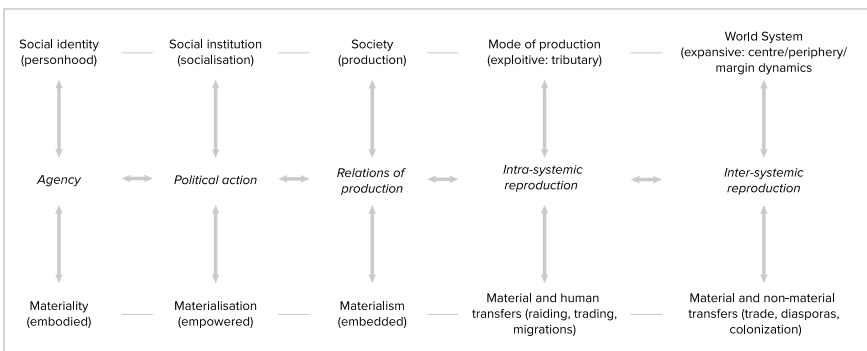 Social identity
(personhood)
Social institution
(socialisation)
Society
(production)
Mode of production
(exploitive: tributary)
World System
(expansive: centre/periphery/
margin dynamics
Agency
Political action
Relations of
production
Intra-systemic
reproduction
Inter-systemic
reproduction
Materiality
(embodied)
Materialisation
(empowered)
Materialism
(embedded)
Material and human
transfers (raiding, trading,
migrations)
Material and non-material
transfers (trade, diasporas,
colonization)